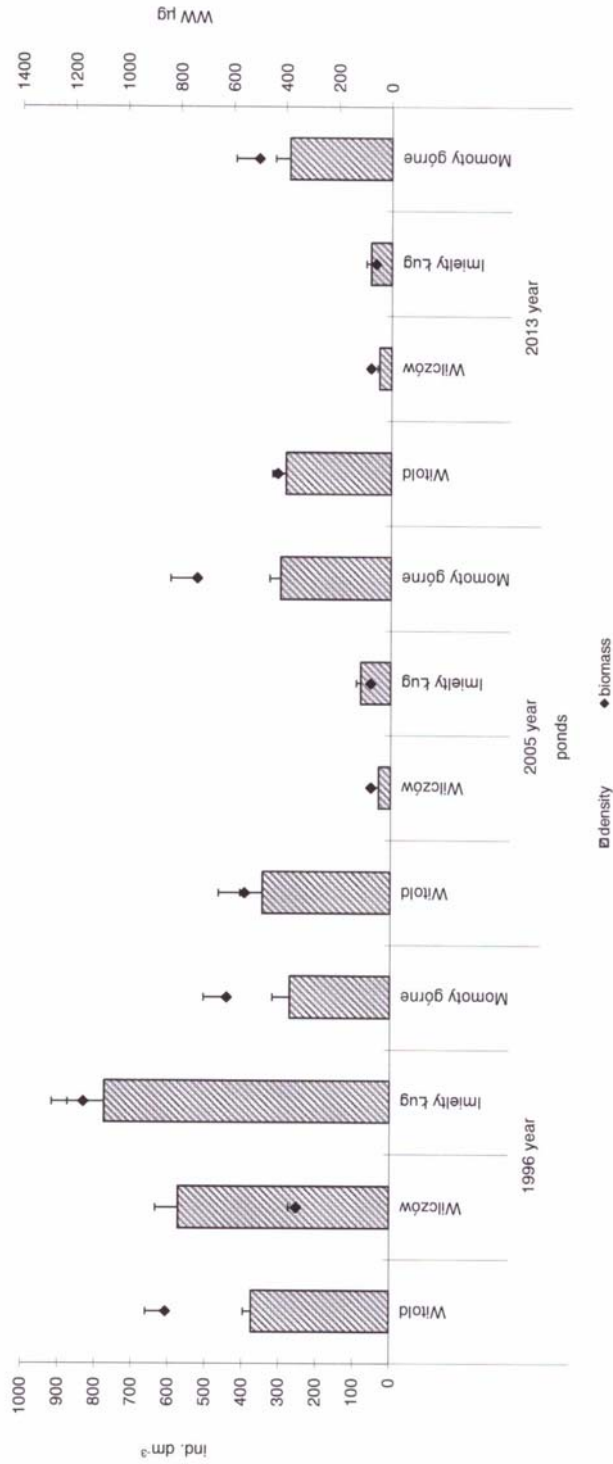 ind. dm⁻³
1000
900
800
700
600
500
400
300
200
100
0
WW µg
1400
1200
1000
800
600
400
200
0
Witold
Wilczów
Imielty Ług
Momoty górne
Witold
Wilczów
Imielty Ług
Momoty górne
Witold
Wilczów
Imielty Ług
Momoty górne
1996 year
2005 year
2013 year
ponds
density
biomass